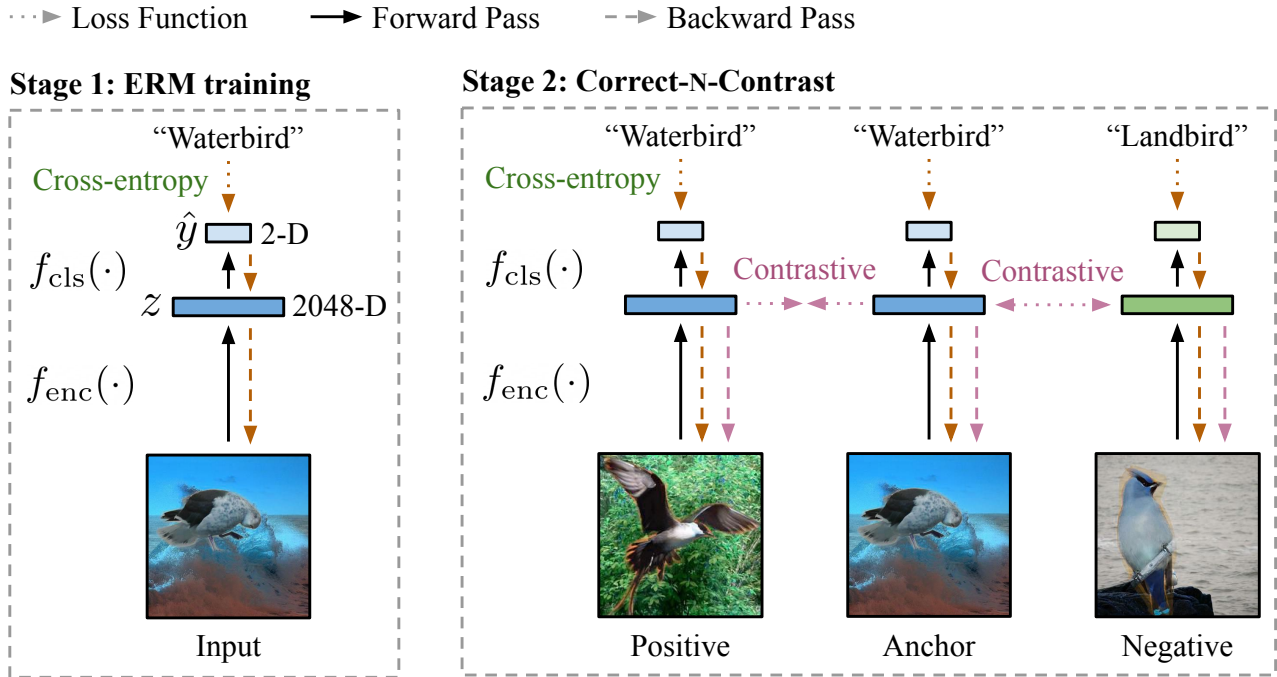 Loss Function Forward Pass Backward Pass
Stage 1: ERM training
“Waterbird”
Cross-entropy
ŷ 2-D
f_cls(·)
z 2048-D
f_enc(·)
Input
Stage 2: Correct-N-Contrast
“Waterbird” “Waterbird” “Landbird”
Cross-entropy
f_cls(·) Contrastive Contrastive
f_enc(·)
Positive Anchor Negative